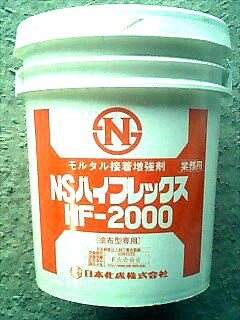 N
モルタル接着増強剤 業務用
NSハイフレックス
HF-2000
(塗布型専用)
F☆☆☆☆
日本化成株式会社